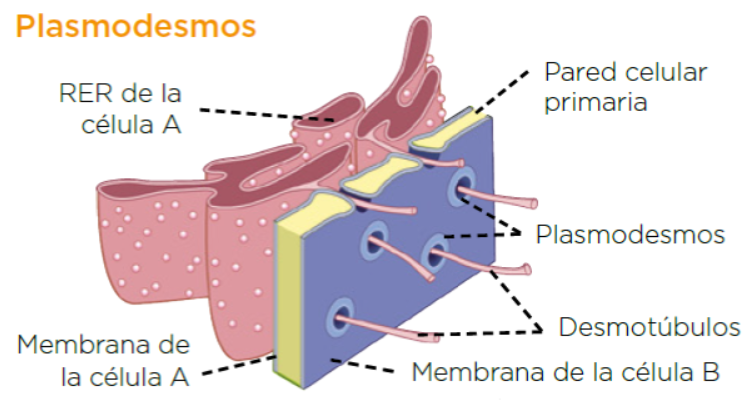 Plasmodesmos
RER de la
célula A
Pared celular
primaria
Plasmodesmos
Desmotúbulos
Membrana de
la célula A
Membrana de la célula B